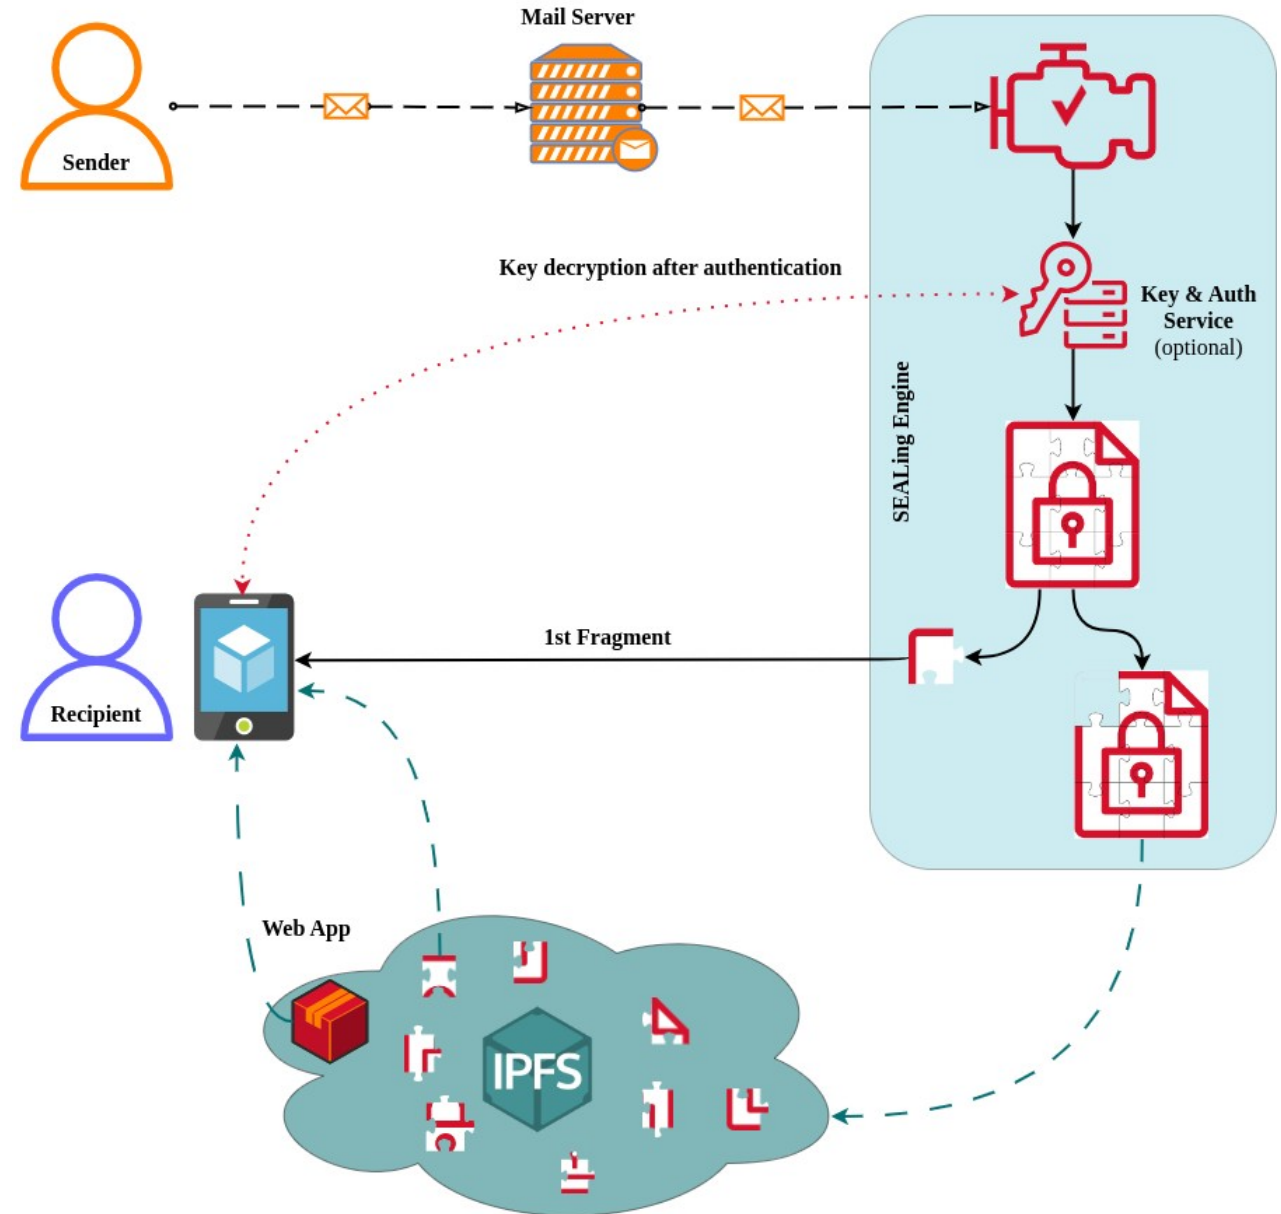 Mail Server
Sender
Key decryption after authentication
Key & Auth
Service
(optional)
SEALing Engine
1st Fragment
Recipient
Web App
IPFS